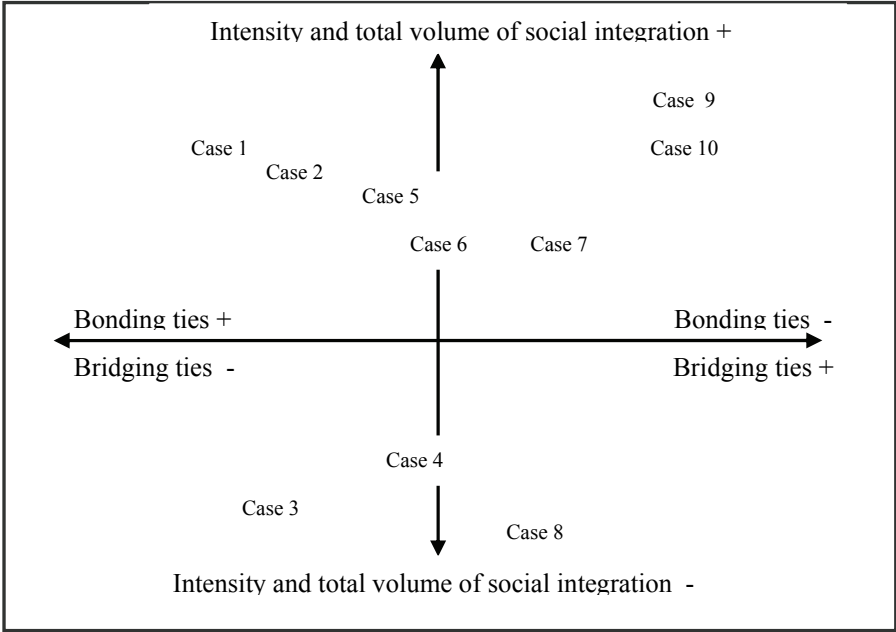 Intensity and total volume of social integration +
Case 9
Case 1
Case 10
Case 2
Case 5
Case 6
Case 7
Bonding ties +
Bonding ties -
Bridging ties -
Bridging ties +
Case 4
Case 3
Case 8
Intensity and total volume of social integration -